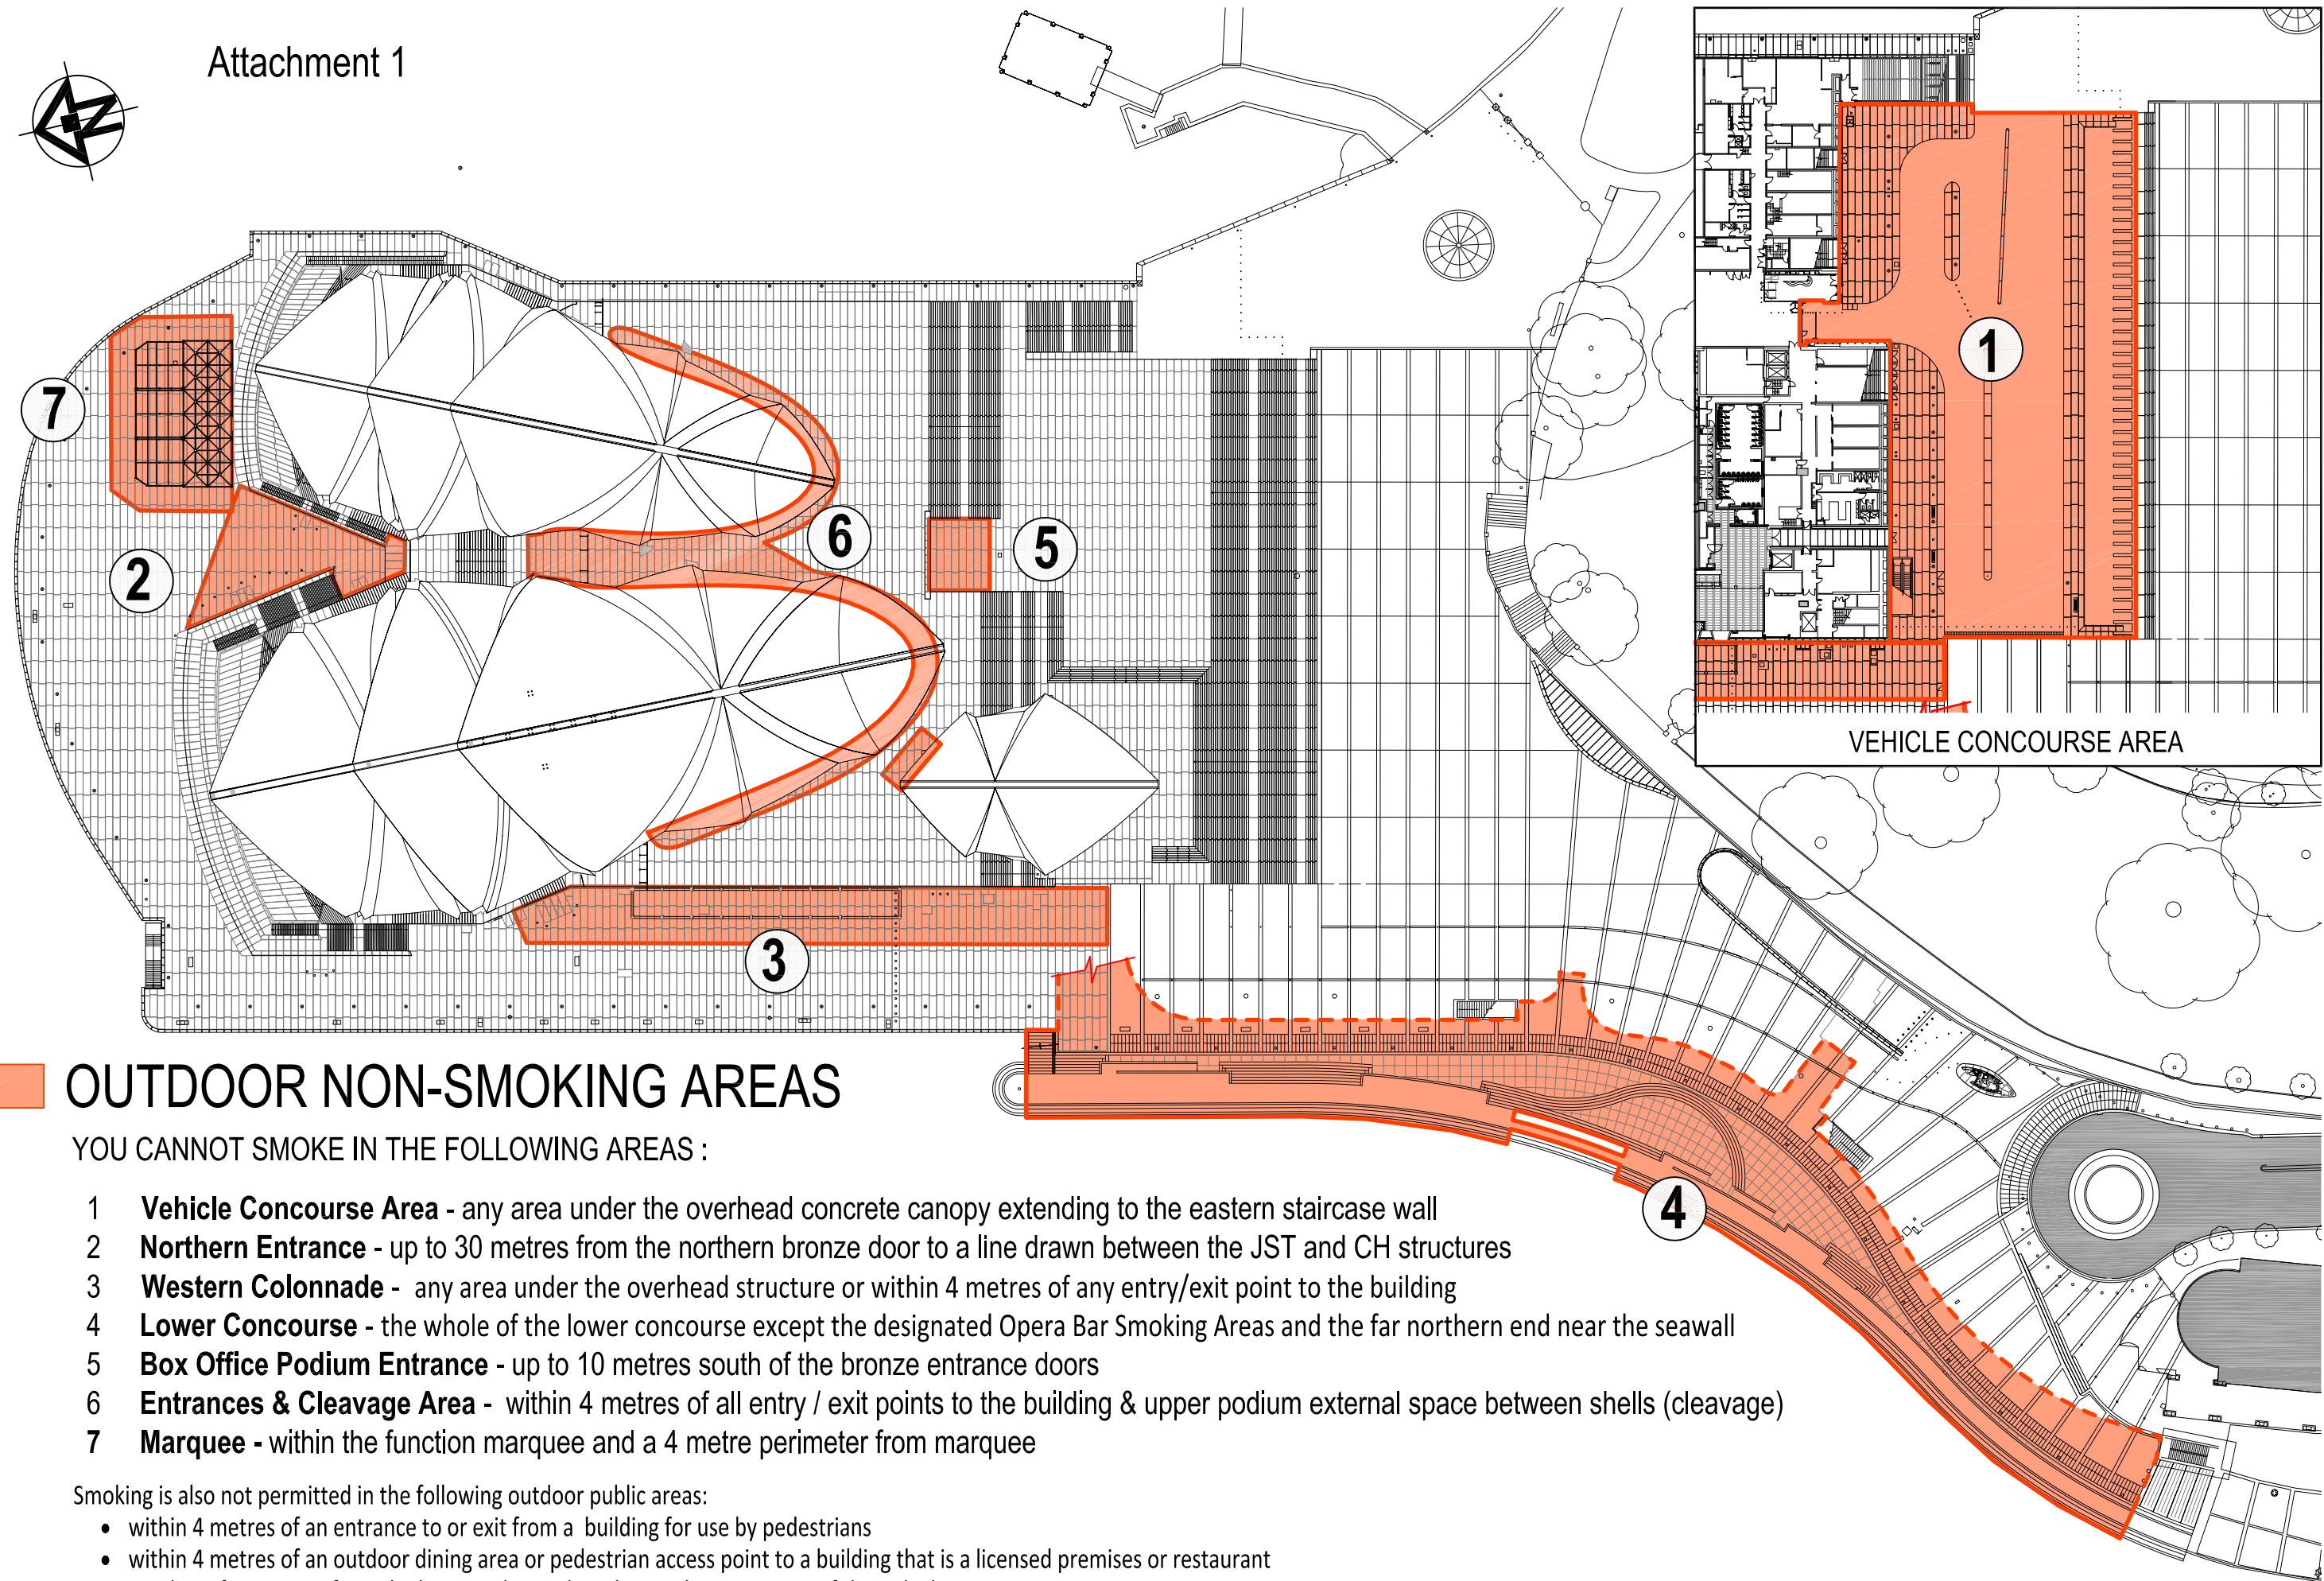 Attachment 1
N
7
2
6
5
3
4
1
VEHICLE CONCOURSE AREA
OUTDOOR NON-SMOKING AREAS
YOU CANNOT SMOKE IN THE FOLLOWING AREAS :
1 Vehicle Concourse Area - any area under the overhead concrete canopy extending to the eastern staircase wall
2 Northern Entrance - up to 30 metres from the northern bronze door to a line drawn between the JST and CH structures
3 Western Colonnade - any area under the overhead structure or within 4 metres of any entry/exit point to the building
4 Lower Concourse - the whole of the lower concourse except the designated Opera Bar Smoking Areas and the far northern end near the seawall
5 Box Office Podium Entrance - up to 10 metres south of the bronze entrance doors
6 Entrances & Cleavage Area - within 4 metres of all entry / exit points to the building & upper podium external space between shells (cleavage)
7 Marquee - within the function marquee and a 4 metre perimeter from marquee
Smoking is also not permitted in the following outdoor public areas:
• within 4 metres of an entrance to or exit from a building for use by pedestrians
• within 4 metres of an outdoor dining area or pedestrian access point to a building that is a licensed premises or restaurant